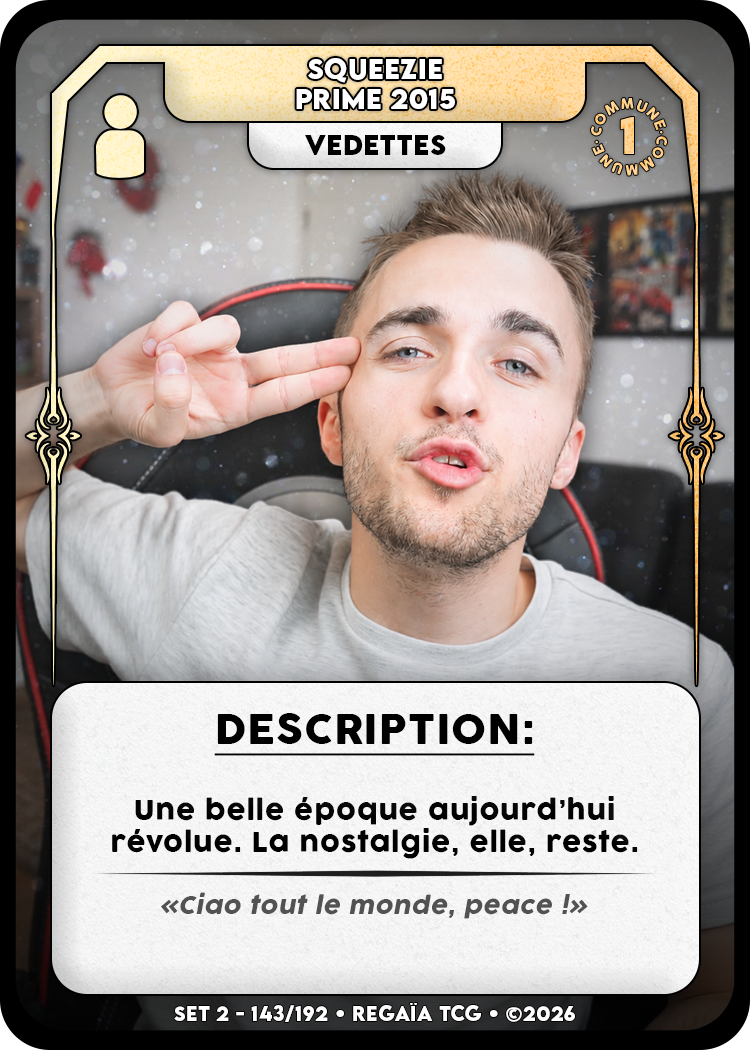 SQUEEZIE
PRIME 2015
VEDETTES
COMMUNE·COMMUNE·
1
DESCRIPTION:
Une belle époque aujourd’hui
révolue. La nostalgie, elle, reste.
«Ciao tout le monde, peace !»
SET 2 - 143/192 • REGAÏA TCG • ©2026